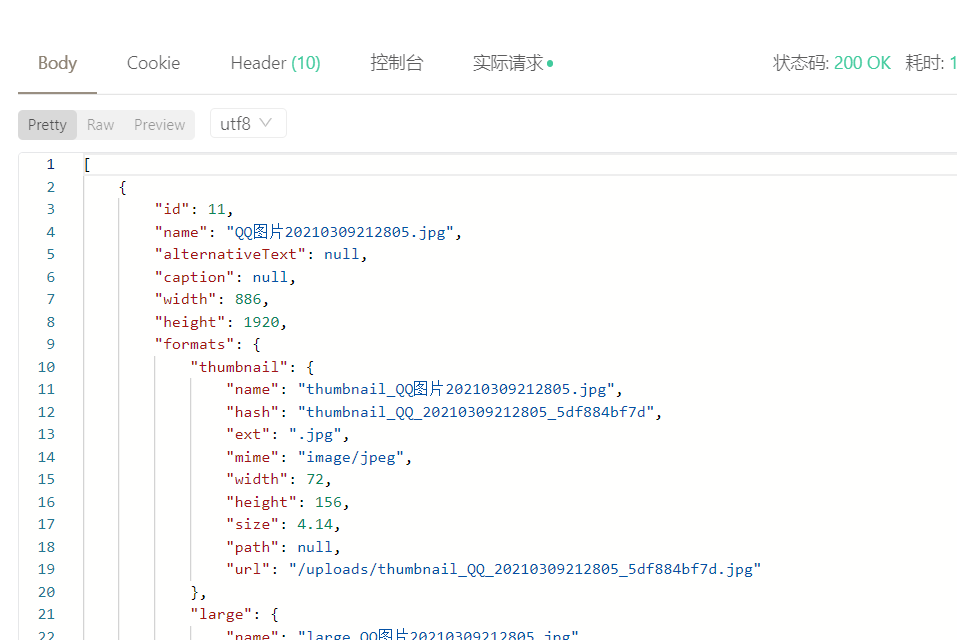 Body Cookie Header (10) 控制台 实际请求 状态码: 200 OK 耗时: 1
Pretty Raw Preview utf8
1 [
2 {
3 "id": 11,
4 "name": "QQ图片20210309212805.jpg",
5 "alternativeText": null,
6 "caption": null,
7 "width": 886,
8 "height": 1920,
9 "formats": {
10 "thumbnail": {
11 "name": "thumbnail_QQ图片20210309212805.jpg",
12 "hash": "thumbnail_QQ_20210309212805_5df884bf7d",
13 "ext": ".jpg",
14 "mime": "image/jpeg",
15 "width": 72,
16 "height": 156,
17 "size": 4.14,
18 "path": null,
19 "url": "/uploads/thumbnail_QQ_20210309212805_5df884bf7d.jpg"
20 },
21 "large": {
22 "name": "large_QQ图片20210309212805.jpg"